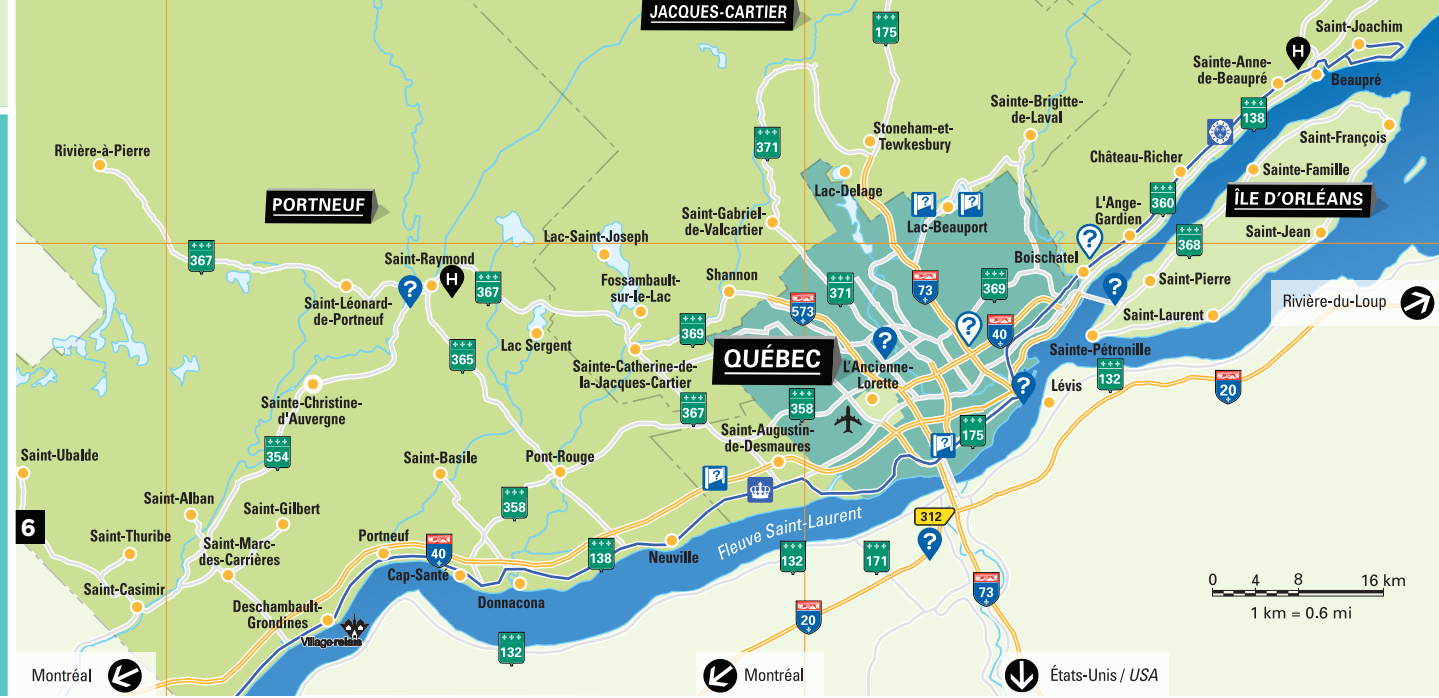 JACQUES-CARTIER
175
Saint-Joachim
H
Sainte-Anne-
de-Beaupré
Beaupré
Sainte-Brigitte-
de-Laval
138
371
Stoneham-et-
Tewkesbury
Saint-François
Rivière-à-Pierre
Château-Richer
Sainte-Famille
PORTNEUF
Lac-Delage
?
?
Lac-Beauport
L'Ange-
Gardien
360
ÎLE D'ORLÉANS
Saint-Gabriel-
de-Valcartier
Saint-Jean
367
Lac-Saint-Joseph
?
368
Boischatel
Saint-Raymond
H
?
367
Saint-Léonard-
de-Portneuf
Fossambault-
sur-le-Lac
Shannon
371
73
369
Saint-Pierre
?
Rivière-du-Loup
573
Saint-Laurent
Lac Sergent
369
?
40
?
Sainte-Pétronille
365
QUÉBEC
L'Ancienne-
Lorette
Sainte-Catherine-de-
la-Jacques-Cartier
132
20
?
Lévis
Sainte-Christine-
d'Auvergne
367
358
Saint-Augustin-
de-Desmaures
175
?
354
Saint-Ubalde
Saint-Basile
Pont-Rouge
?
Saint-Alban
Saint-Gilbert
358
6
312
Fleuve Saint-Laurent
Saint-Thuribe
Saint-Marc-
des-Carrières
Portneuf
40
138
Neuville
132
171
?
Cap-Santé
Saint-Casimir
Donnacona
73
0 4 8 16 km
1 km = 0.6 mi
Deschambault-
Grondines
Village-relais
20
132
Montréal
Montréal
États-Unis / USA